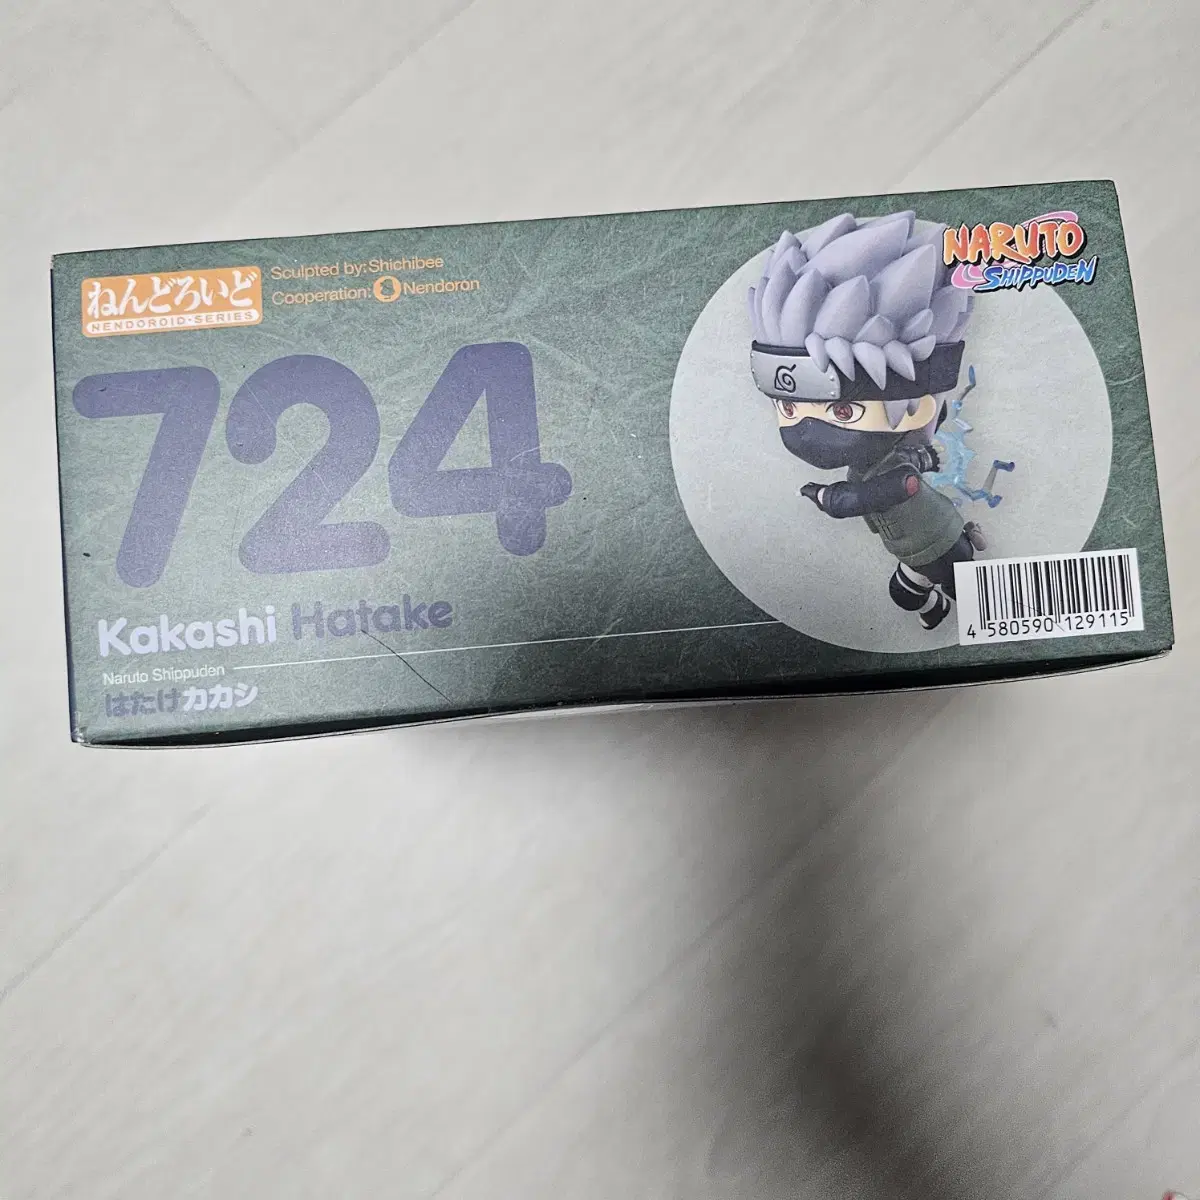 ねんどろいど
NENDOROID・SERIES
Sculpted by: Shichibee
Cooperation: Nendoron
NARUTO
SHIPPUDEN
724
Kakashi Hatake
Naruto Shippuden
はたけカカシ
4 580590 129115